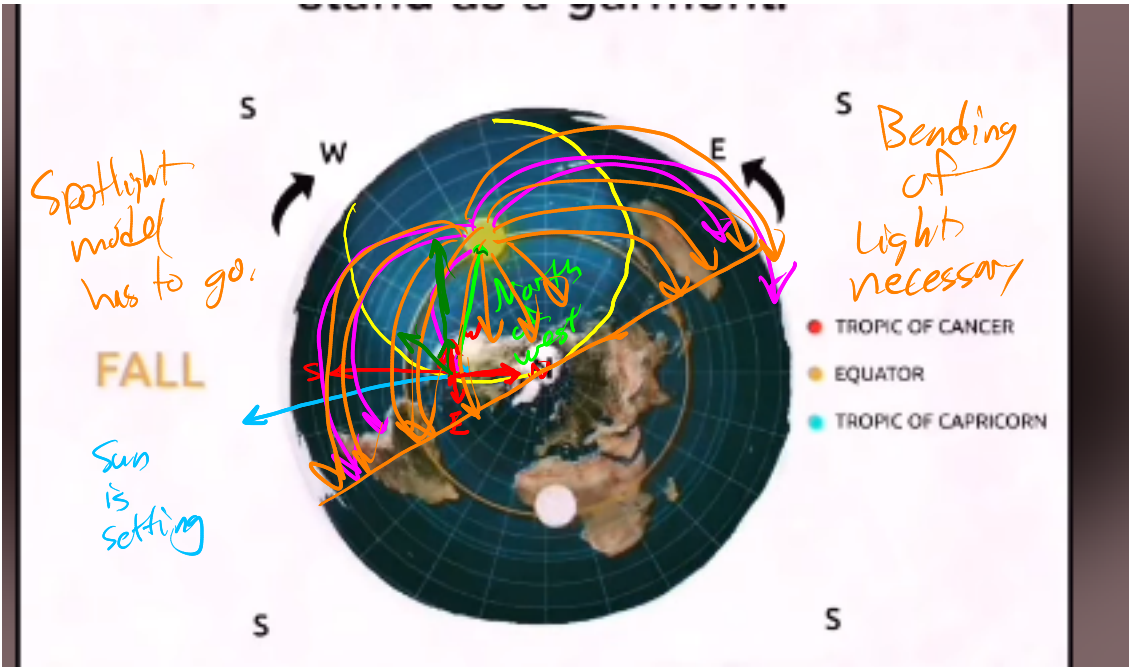 stand as a garment.
S
S
W
E
Spotlight
model
has to go.
Bending
of
Light
necessary
North
of
west
S
N
E
TROPIC OF CANCER
FALL
EQUATOR
TROPIC OF CAPRICORN
Sun
is
setting
S
S